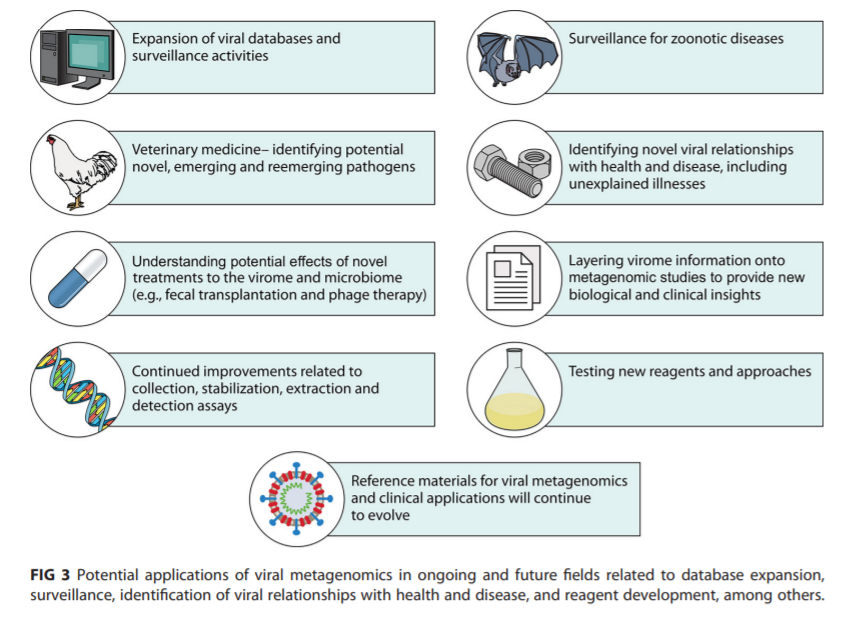 Expansion of viral databases and
surveillance activities
Surveillance for zoonotic diseases
Veterinary medicine– identifying potential
novel, emerging and reemerging pathogens
Identifying novel viral relationships
with health and disease, including
unexplained illnesses
Understanding potential effects of novel
treatments to the virome and microbiome
(e.g., fecal transplantation and phage therapy)
Layering virome information onto
metagenomic studies to provide new
biological and clinical insights
Continued improvements related to
collection, stabilization, extraction and
detection assays
Testing new reagents and approaches
Reference materials for viral metagenomics
and clinical applications will continue
to evolve
FIG 3 Potential applications of viral metagenomics in ongoing and future fields related to database expansion,
surveillance, identification of viral relationships with health and disease, and reagent development, among others.